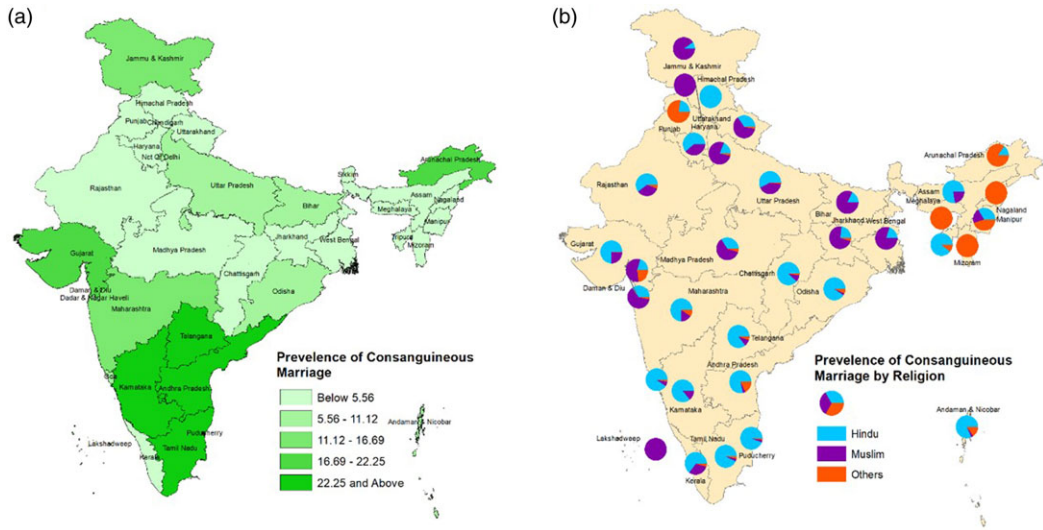 (a)
Jammu & Kashmir
Himachal Pradesh
Punjab
Chandigarh
Uttarakhand
Haryana
Nct Of Delhi
Rajasthan
Uttar Pradesh
Bihar
Sikkim
Arunachal Pradesh
Assam
Nagaland
Meghalaya
Manipur
Tripura
Mizoram
Jharkhand
West Bengal
Gujarat
Madhya Pradesh
Chattisgarh
Odisha
Daman & Diu
Dadar & Nagar Haveli
Maharashtra
Telangana
Goa
Karnataka
Andhra Pradesh
Puducherry
Lakshadweep
Kerala
Tamil Nadu
Andaman & Nicobar
Prevelence of Consanguineous
Marriage
Below 5.56
5.56 - 11.12
11.12 - 16.69
16.69 - 22.25
22.25 and Above
(b)
Jammu & Kashmir
Himachal Pradesh
Uttarakhand
Punjab
Haryana
Rajasthan
Uttar Pradesh
Bihar
Jharkhand
West Bengal
Arunachal Pradesh
Assam
Meghalaya
Nagaland
Manipur
Mizoram
Gujarat
Madhya Pradesh
Chattisgarh
Odisha
Daman & Diu
Maharashtra
Telangana
Andhra Pradesh
Karnataka
Lakshadweep
Tamil Nadu
Puducherry
Kerala
Andaman & Nicobar
Prevelence of Consanguineous
Marriage by Religion
Hindu
Muslim
Others